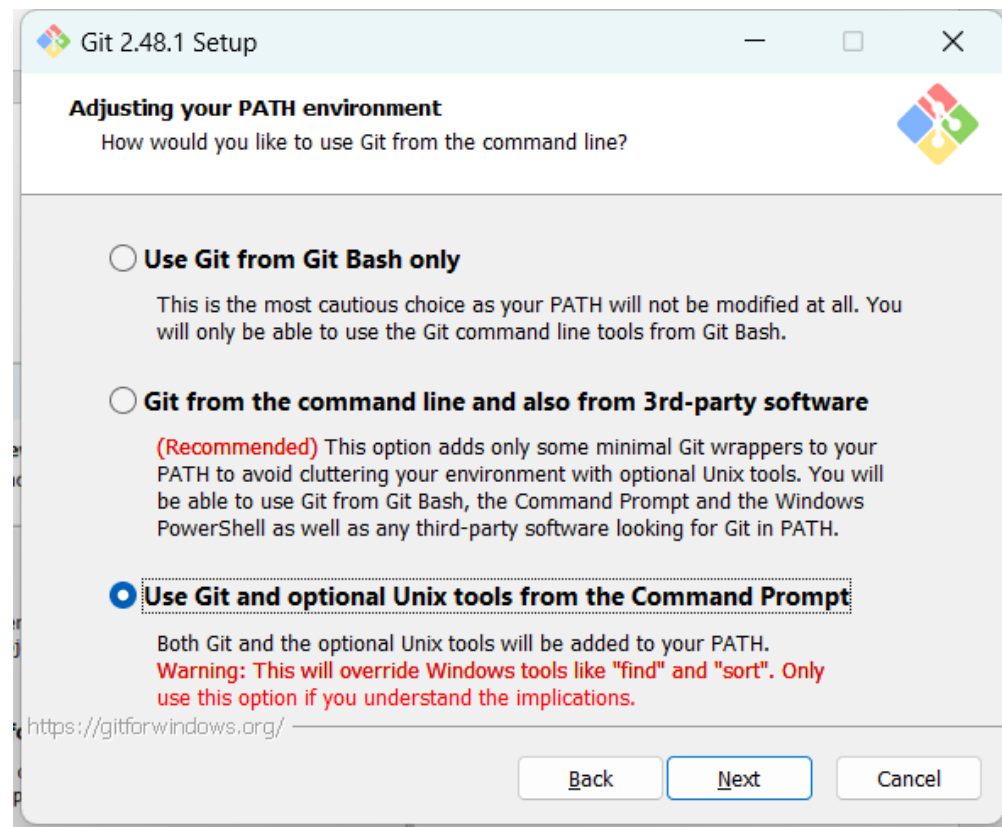 Git 2.48.1 Setup
Adjusting your PATH environment
How would you like to use Git from the command line?
Use Git from Git Bash only
This is the most cautious choice as your PATH will not be modified at all. You
will only be able to use the Git command line tools from Git Bash.
Git from the command line and also from 3rd-party software
(Recommended) This option adds only some minimal Git wrappers to your
PATH to avoid cluttering your environment with optional Unix tools. You will
be able to use Git from Git Bash, the Command Prompt and the Windows
PowerShell as well as any third-party software looking for Git in PATH.
Use Git and optional Unix tools from the Command Prompt
Both Git and the optional Unix tools will be added to your PATH.
Warning: This will override Windows tools like "find" and "sort". Only
use this option if you understand the implications.
https://gitforwindows.org/
Back Next Cancel